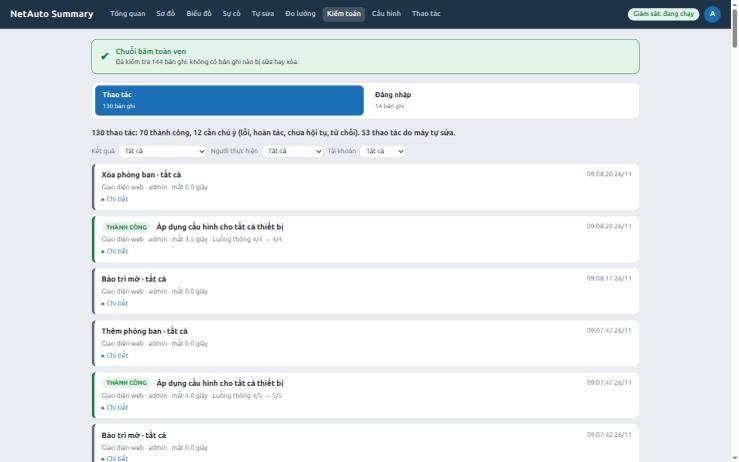 NetAuto Summary Tổng quan Sơ đồ Biểu đồ Sự cố Tự sửa Đo lường Kiểm toán Cấu hình Thao tác Giám sát: đang chạy A
✔ Chuỗi băm toàn vẹn
Đã kiểm tra 144 bản ghi: không có bản ghi nào bị sửa hay xóa.
Thao tác
130 bản ghi
Đăng nhập
14 bản ghi
130 thao tác: 70 thành công, 12 cần chú ý (lỗi, hoàn tác, chưa hội tụ, từ chối). 53 thao tác do máy tự sửa.
Kết quả Tất cả Người thực hiện Tất cả Tài khoản Tất cả
Xóa phòng ban · tất cả 09:08:20 26/11
Giao diện web · admin · mất 0.0 giây
▸ Chi tiết
THÀNH CÔNG Áp dụng cấu hình cho tất cả thiết bị 09:08:20 26/11
Giao diện web · admin · mất 3.5 giây · Luồng thông 4/4 → 4/4
▸ Chi tiết
Bảo trì mở · tất cả 09:08:17 26/11
Giao diện web · admin · mất 0.0 giây
▸ Chi tiết
Thêm phòng ban · tất cả 09:07:47 26/11
Giao diện web · admin · mất 0.0 giây
▸ Chi tiết
THÀNH CÔNG Áp dụng cấu hình cho tất cả thiết bị 09:07:47 26/11
Giao diện web · admin · mất 4.0 giây · Luồng thông 4/5 → 5/5
▸ Chi tiết
Bảo trì mở · tất cả 09:07:42 26/11
Giao diện web · admin · mất 0.0 giây
▸ Chi tiết